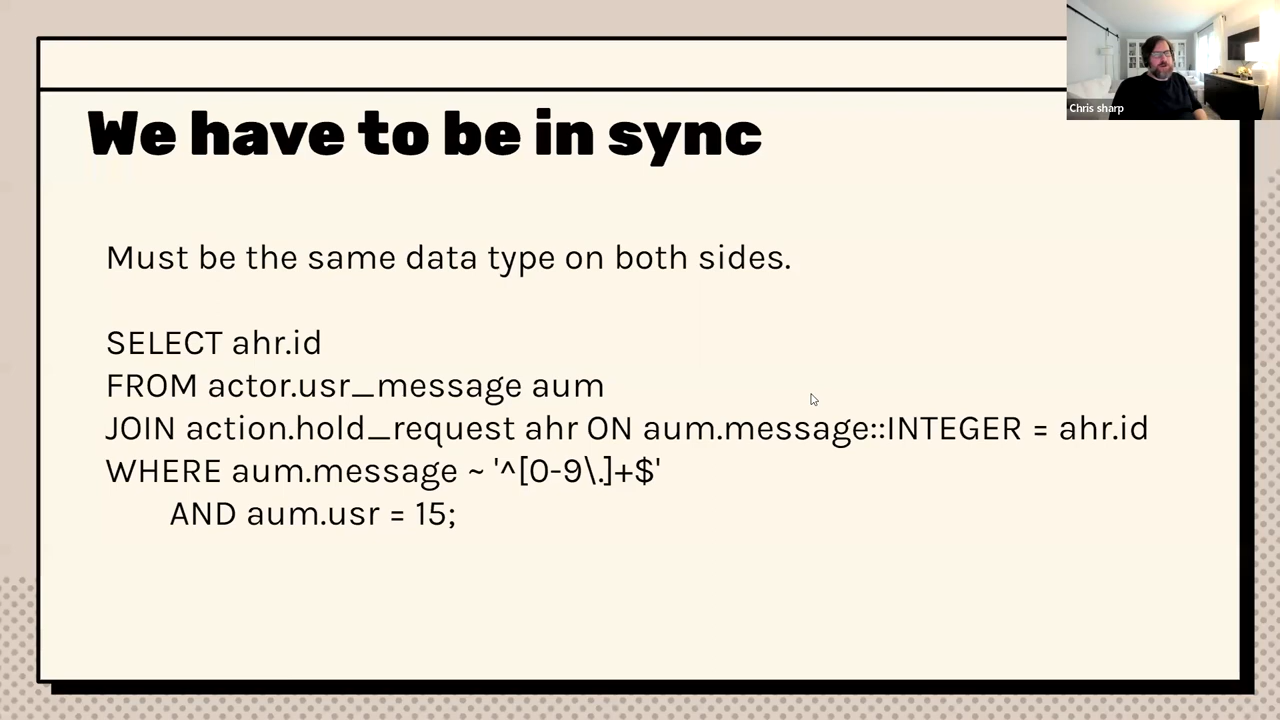 Chris sharp
We have to be in sync
Must be the same data type on both sides.
SELECT ahr.id
FROM actor.usr_message aum
JOIN action.hold_request ahr ON aum.message::INTEGER = ahr.id
WHERE aum.message ~ '^[0-9\.]+$'
AND aum.usr = 15;